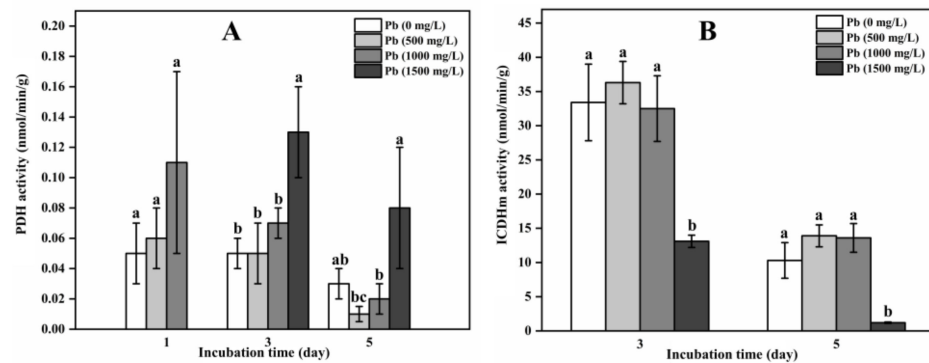 A
Pb (0 mg/L)
Pb (500 mg/L)
Pb (1000 mg/L)
Pb (1500 mg/L)
PDH activity (nmol/min/g)
0.20
0.18
0.16
0.14
0.12
0.10
0.08
0.06
0.04
0.02
0.00
a
a
a
b
b
b
a
ab
bc
b
a
1
3
5
Incubation time (day)
B
Pb (0 mg/L)
Pb (500 mg/L)
Pb (1000 mg/L)
Pb (1500 mg/L)
ICDHm activity (nmol/min/g)
45
40
35
30
25
20
15
10
5
0
a
a
a
b
a
a
a
b
3
5
Incubation time (day)